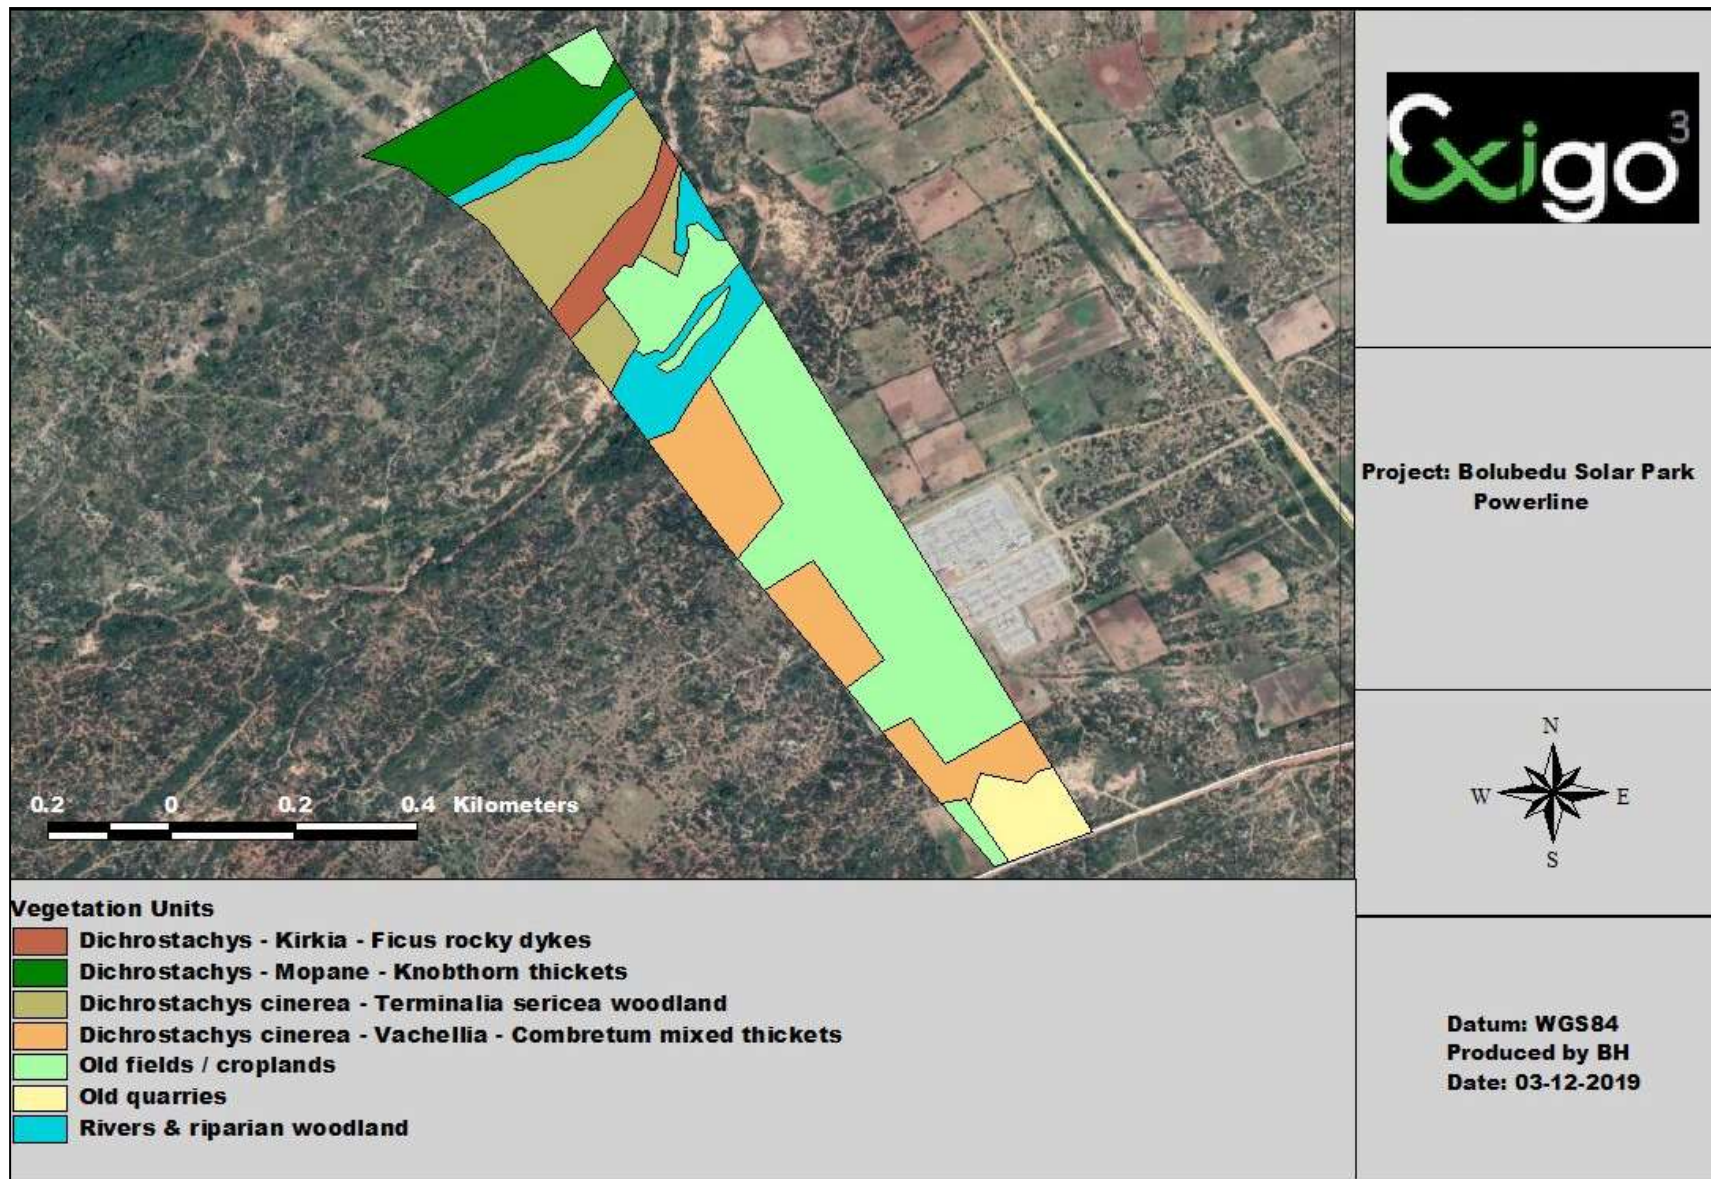 Exigo3
Project: Bolubedu Solar Park
Powerline
N
W E
S
0.2 0 0.2 0.4 Kilometers
Vegetation Units
Dichrostachys - Kirkia - Ficus rocky dykes
Dichrostachys - Mopane - Knobthorn thickets
Dichrostachys cinerea - Terminalia sericea woodland
Dichrostachys cinerea - Vachellia - Combretum mixed thickets
Old fields / croplands
Old quarries
Rivers & riparian woodland
Datum: WGS84
Produced by BH
Date: 03-12-2019